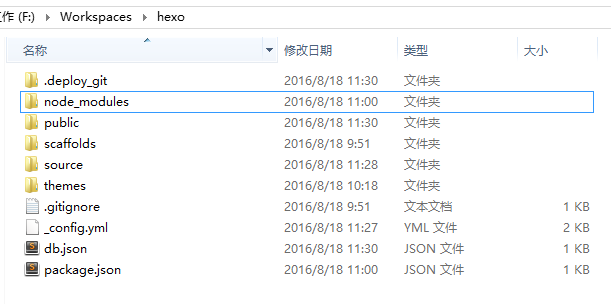 工作 (F:) Workspaces hexo
名称 修改日期 类型 大小
.deploy_git 2016/8/18 11:30 文件夹
node_modules 2016/8/18 11:00 文件夹
public 2016/8/18 11:30 文件夹
scaffolds 2016/8/18 9:51 文件夹
source 2016/8/18 11:28 文件夹
themes 2016/8/18 10:18 文件夹
.gitignore 2016/8/18 9:51 文本文档 1 KB
_config.yml 2016/8/18 11:27 YML 文件 2 KB
db.json 2016/8/18 11:30 JSON 文件 1 KB
package.json 2016/8/18 11:00 JSON 文件 1 KB